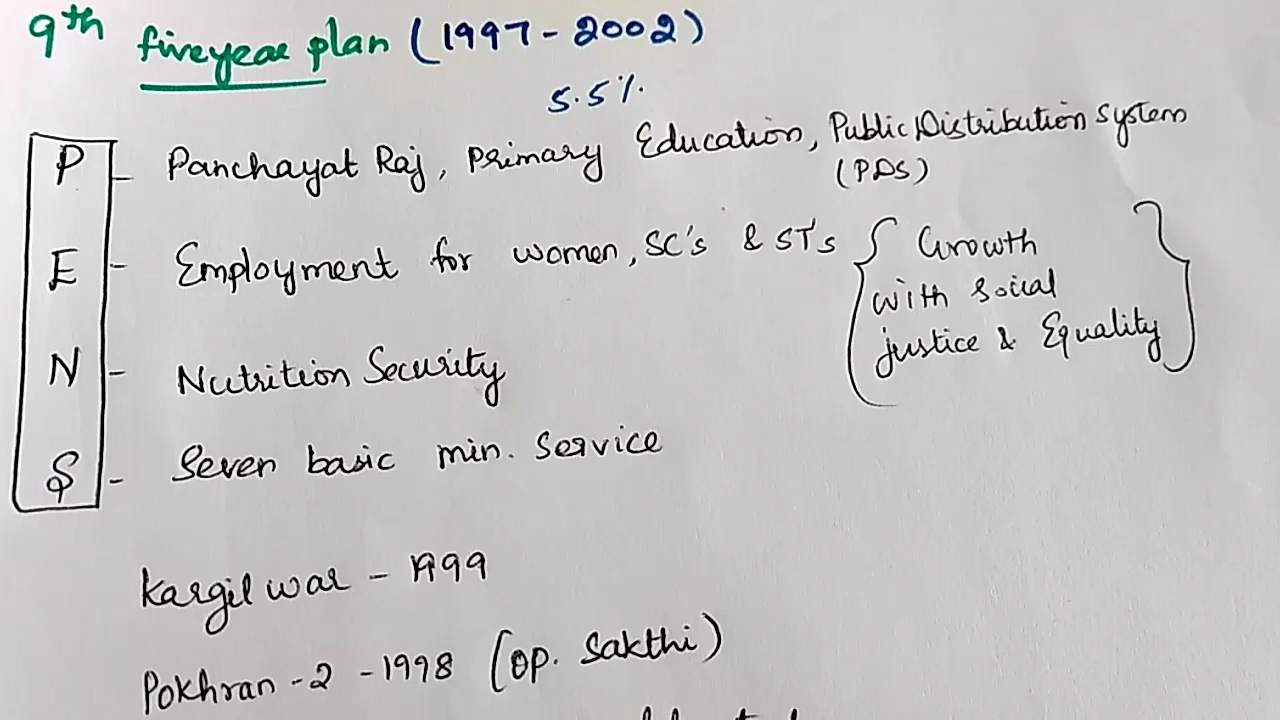 9th fiveyear plan (1997-2002)
5.5%
P - Panchayat Raj, Primary Education, Public Distribution System
(PDS)
E - Employment for women, SC's & ST's
{ Growth
with social
justice & Equality }
N - Nutrition Security
S - Seven basic min. service
Kargil war - 1999
Pokhran-2 - 1998 (op. Sakthi)